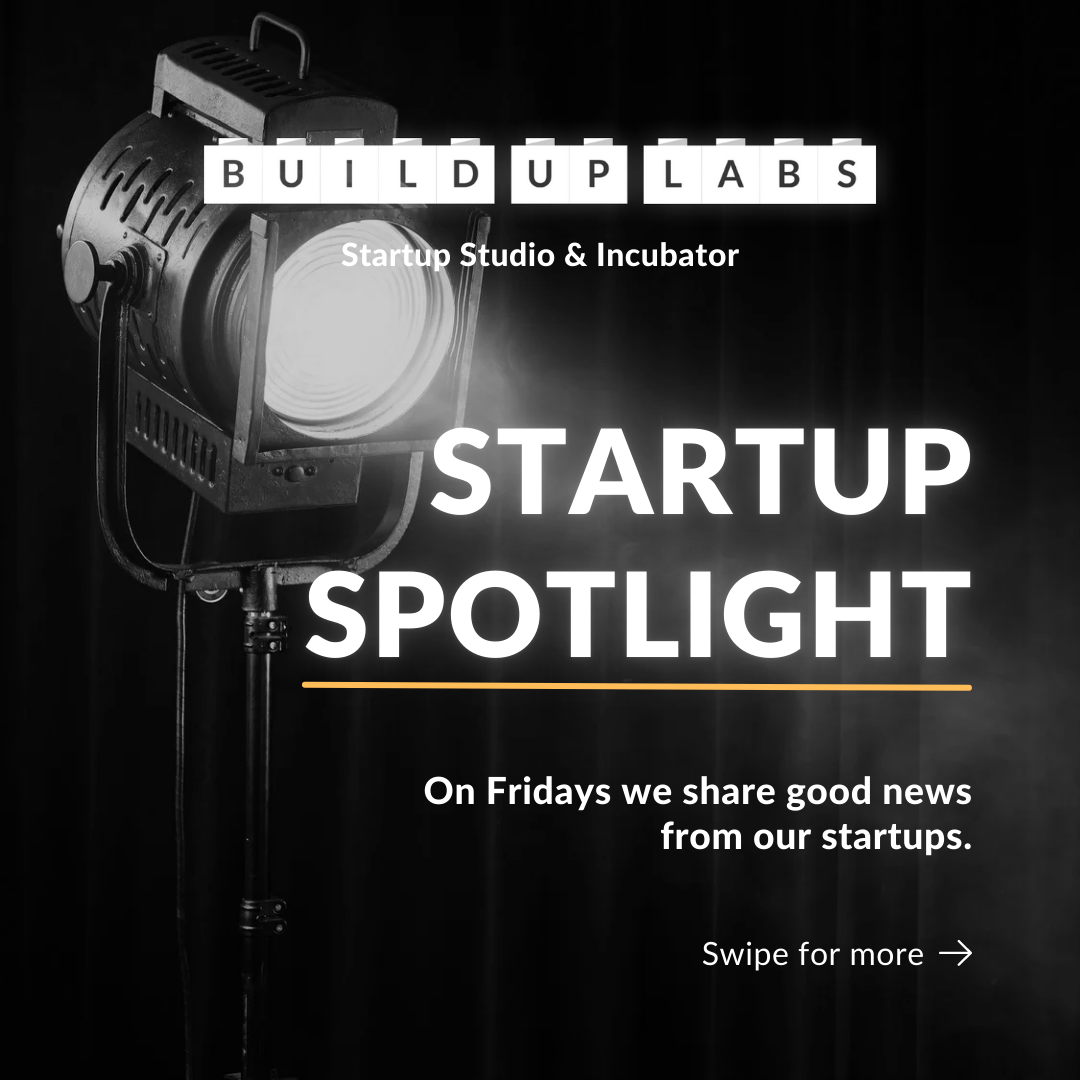 BUILD UP LABS
Startup Studio & Incubator
STARTUP
SPOTLIGHT
On Fridays we share good news
from our startups.
Swipe for more →